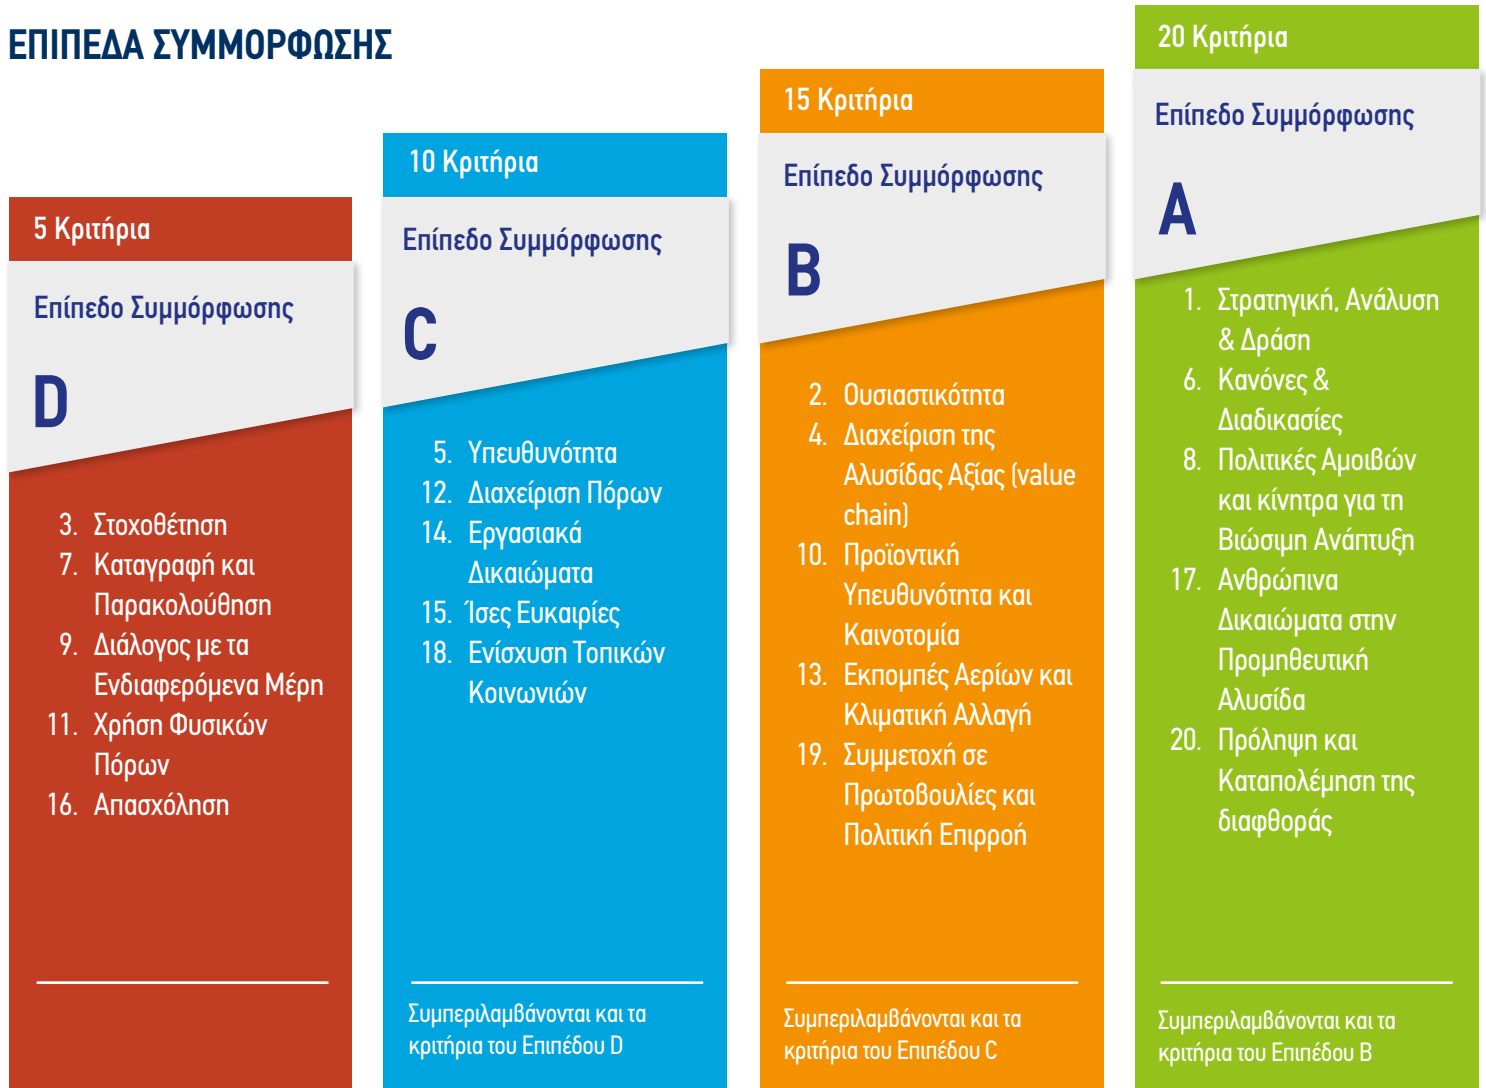 ΕΠΙΠΕΔΑ ΣΥΜΜΟΡΦΩΣΗΣ
5 Κριτήρια
Επίπεδο Συμμόρφωσης
D
3. Στοχοθέτηση
7. Καταγραφή και
Παρακολούθηση
9. Διάλογος με τα
Ενδιαφερόμενα Μέρη
11. Χρήση Φυσικών
Πόρων
16. Απασχόληση
10 Κριτήρια
Επίπεδο Συμμόρφωσης
C
5. Υπευθυνότητα
12. Διαχείριση Πόρων
14. Εργασιακά
Δικαιώματα
15. Ίσες Ευκαιρίες
18. Ενίσχυση Τοπικών
Κοινωνιών
Συμπεριλαμβάνονται και τα
κριτήρια του Επιπέδου D
15 Κριτήρια
Επίπεδο Συμμόρφωσης
B
2. Ουσιαστικότητα
4. Διαχείριση της
Αλυσίδας Αξίας (value
chain)
10. Προϊοντική
Υπευθυνότητα και
Καινοτομία
13. Εκπομπές Αερίων και
Κλιματική Αλλαγή
19. Συμμετοχή σε
Πρωτοβουλίες και
Πολιτική Επιρροή
Συμπεριλαμβάνονται και τα
κριτήρια του Επιπέδου C
20 Κριτήρια
Επίπεδο Συμμόρφωσης
A
1. Στρατηγική, Ανάλυση
& Δράση
6. Κανόνες &
Διαδικασίες
8. Πολιτικές Αμοιβών
και κίνητρα για τη
Βιώσιμη Ανάπτυξη
17. Ανθρώπινα
Δικαιώματα στην
Προμηθευτική
Αλυσίδα
20. Πρόληψη και
Καταπολέμηση της
διαφθοράς
Συμπεριλαμβάνονται και τα
κριτήρια του Επιπέδου B